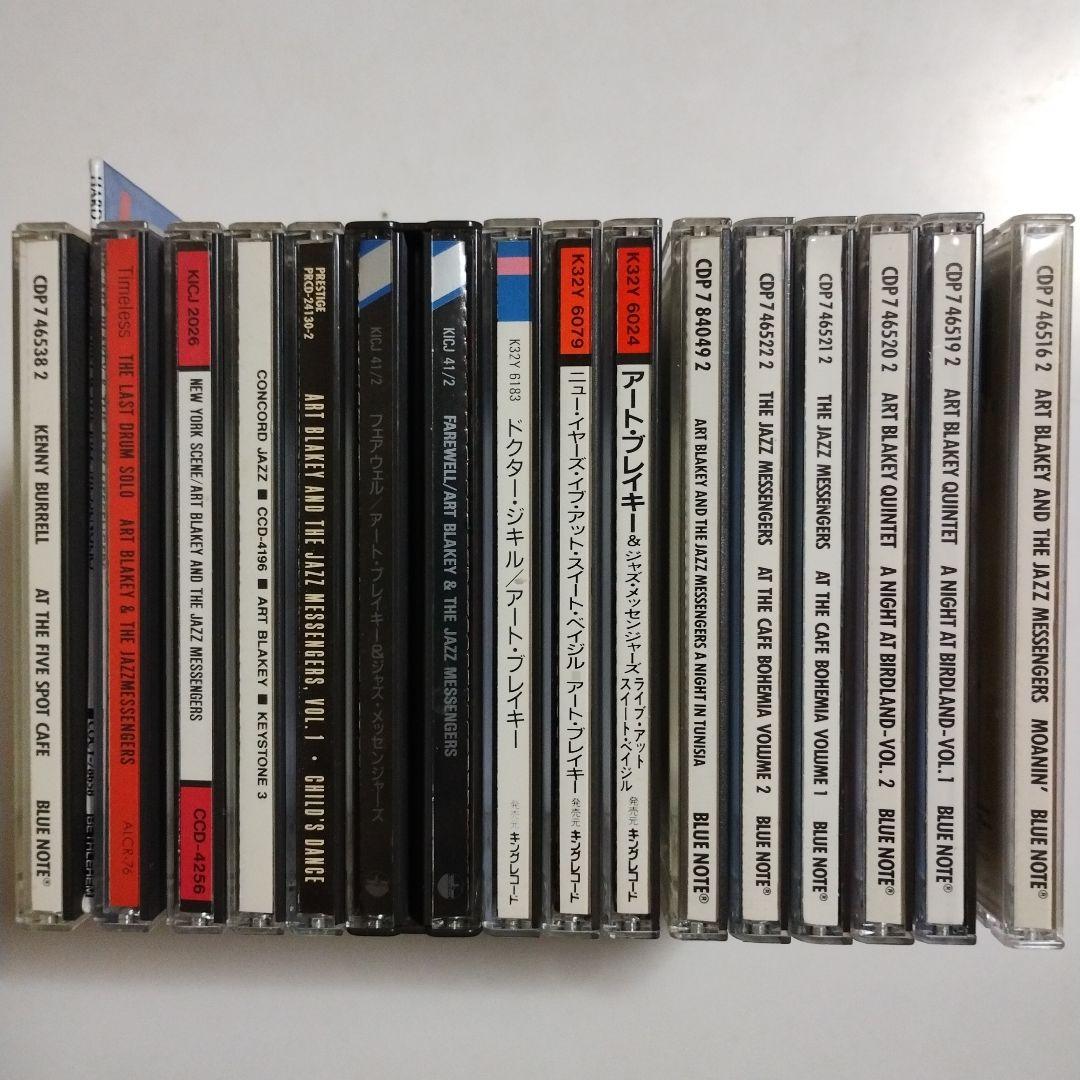 CDP 7 46538 2 KENNY BURRELL AT THE FIVE SPOT CAFE BLUE NOTE®
HARD
BETHLEHEM
Timeless THE LAST DRUM SOLO ART BLAKEY & THE JAZZMESSENGERS AICR-76
KICJ 2026 NEW YORK SCENE/ART BLAKEY AND THE JAZZ MESSENGERS CCD-4256
CONCORD JAZZ ■ CCD-4196 ■ ART BLAKEY ■ KEYSTONE 3
PRESTIGE
PRCD-24130-2
ART BLAKEY AND THE JAZZ MESSENGERS, VOL. 1 • CHILD'S DANCE
KICJ 41/2 フェアウェル/アート・ブレイキー&ジャズ・メッセンジャーズ
KICJ 41/2 FAREWELL/ART BLAKEY & THE JAZZ MESSENGERS
K32Y 6183 ドクター・ジキル/アート・ブレイキー 発売元 キングレコード
K32Y 6079 ニュー・イヤーズ・イブ・アット・スイート・ベイジル アート・ブレイキー 発売元 キングレコード
K32Y 6024 アート・ブレイキー&ジャズ・メッセンジャーズ ライブ・アット
スイート・ベイジル 発売元 キングレコード
CDP 7 84049 2 ART BLAKEY AND THE JAZZ MESSENGERS A NIGHT IN TUNISIA BLUE NOTE®
CDP 7 46522 2 THE JAZZ MESSENGERS AT THE CAFE BOHEMIA VOLUME 2 BLUE NOTE®
CDP 7 46521 2 THE JAZZ MESSENGERS AT THE CAFE BOHEMIA VOLUME 1 BLUE NOTE®
CDP 7 46520 2 ART BLAKEY QUINTET A NIGHT AT BIRDLAND-VOL. 2 BLUE NOTE®
CDP 7 46519 2 ART BLAKEY QUINTET A NIGHT AT BIRDLAND-VOL. 1 BLUE NOTE®
CDP 7 46516 2 ART BLAKEY AND THE JAZZ MESSENGERS MOANIN' BLUE NOTE®